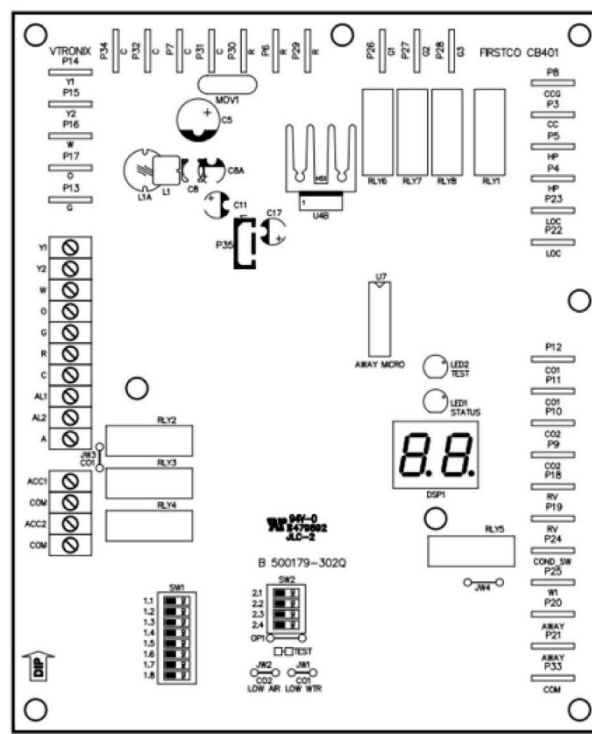 VTRONIX
P34
C
P32
C
P7
C
P31
C
P30
R
P6
R
P29
R
P26
G1
P27
G2
P28
G3
FIRSTCO CB401
P14
Y1
P15
Y2
P16
W
P17
O
P13
G
MOV1
C5
L1A
L1
C8
C8A
C11
C17
P35
HS1
1
U4B
RLY6
RLY7
RLY8
RLY1
P8
CCG
P3
CC
P5
HP
P4
HP
P23
LOC
P22
LOC
Y1
Y2
W
O
G
R
C
AL1
AL2
A
U7
AWAY MICRO
LED2
TEST
LED1
STATUS
8.8.
DSP1
P12
CO1
P11
CO1
P10
CO2
P9
CO2
P18
RV
P19
RV
P24
COND_SW
P25
W1
P20
AWAY
P21
AWAY
P33
COM
RLY2
JW3
CO1
RLY3
RLY4
ACC1
COM
ACC2
COM
94V-0
E479892
JLC-2
B 500179-302Q
RLY5
JW4
SW1
1.1
1.2
1.3
1.4
1.5
1.6
1.7
1.8
SW2
2.1
2.2
2.3
2.4
OP1
TEST
JW2
CO2
LOW AIR
JW1
CO1
LOW WTR
DIP